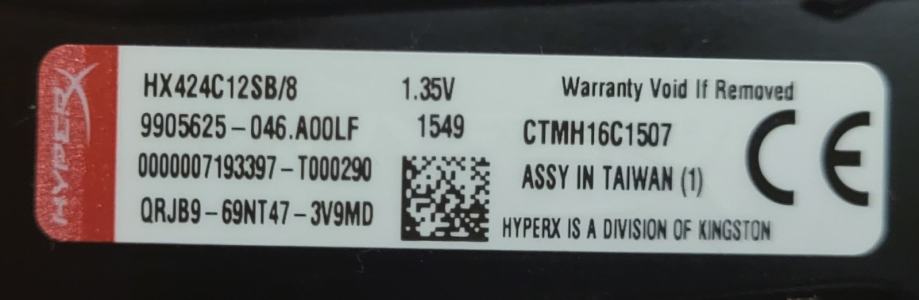 HYPERX
HX424C12SB/8 1.35V Warranty Void If Removed
9905625-046.A00LF 1549 CTMH16C1507
0000007193397-T000290 ASSY IN TAIWAN (1)
QRJB9-69NT47-3V9MD HYPERX IS A DIVISION OF KINGSTON
CE